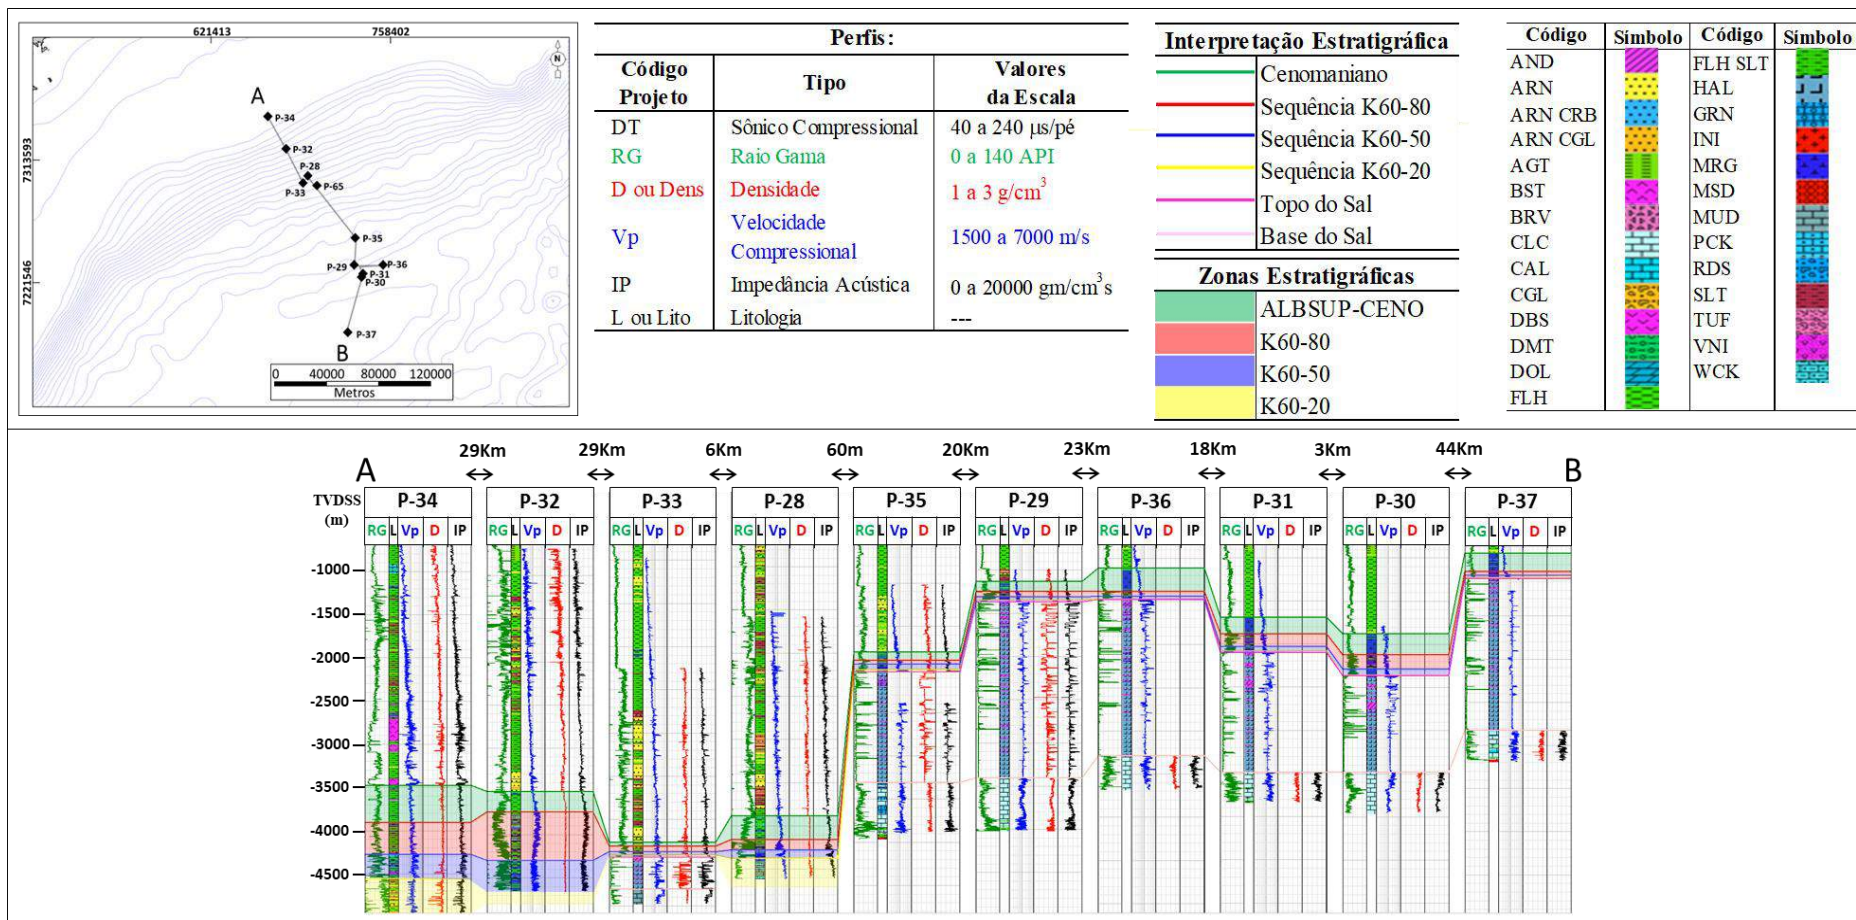 621413 758402
7313593
7221546
N
A
P-34
P-32
P-28
P-33
P-65
P-35
P-29
P-36
P-31
P-30
P-37
B
0 40000 80000 120000
Metros
Perfis:
Código Projeto Tipo Valores da Escala
DT Sônico Compressional 40 a 240 μs/pé
RG Raio Gama 0 a 140 API
D ou Dens Densidade 1 a 3 g/cm³
Vp Velocidade Compressional 1500 a 7000 m/s
IP Impedância Acústica 0 a 20000 gm/cm³s
L ou Lito Litologia ---
Interpretação Estratigráfica
Cenomaniano
Sequência K60-80
Sequência K60-50
Sequência K60-20
Topo do Sal
Base do Sal
Zonas Estratigráficas
ALBSUP-CENO
K60-80
K60-50
K60-20
Código Símbolo Código Símbolo
AND FLH SLT
ARN HAL
ARN CRB GRN
ARN CGL INI
AGT MRG
BST MSD
BRV MUD
CLC PCK
CAL RDS
CGL SLT
DBS TUF
DMT VNI
DOL WCK
FLH
29Km 29Km 6Km 60m 20Km 23Km 18Km 3Km 44Km
A B
TVDSS (m)
P-34 P-32 P-33 P-28 P-35 P-29 P-36 P-31 P-30 P-37
RG L Vp D IP RG L Vp D IP RG L Vp D IP RG L Vp D IP RG L Vp D IP RG L Vp D IP RG L Vp D IP RG L Vp D IP RG L Vp D IP RG L Vp D IP
-1000
-1500
-2000
-2500
-3000
-3500
-4000
-4500